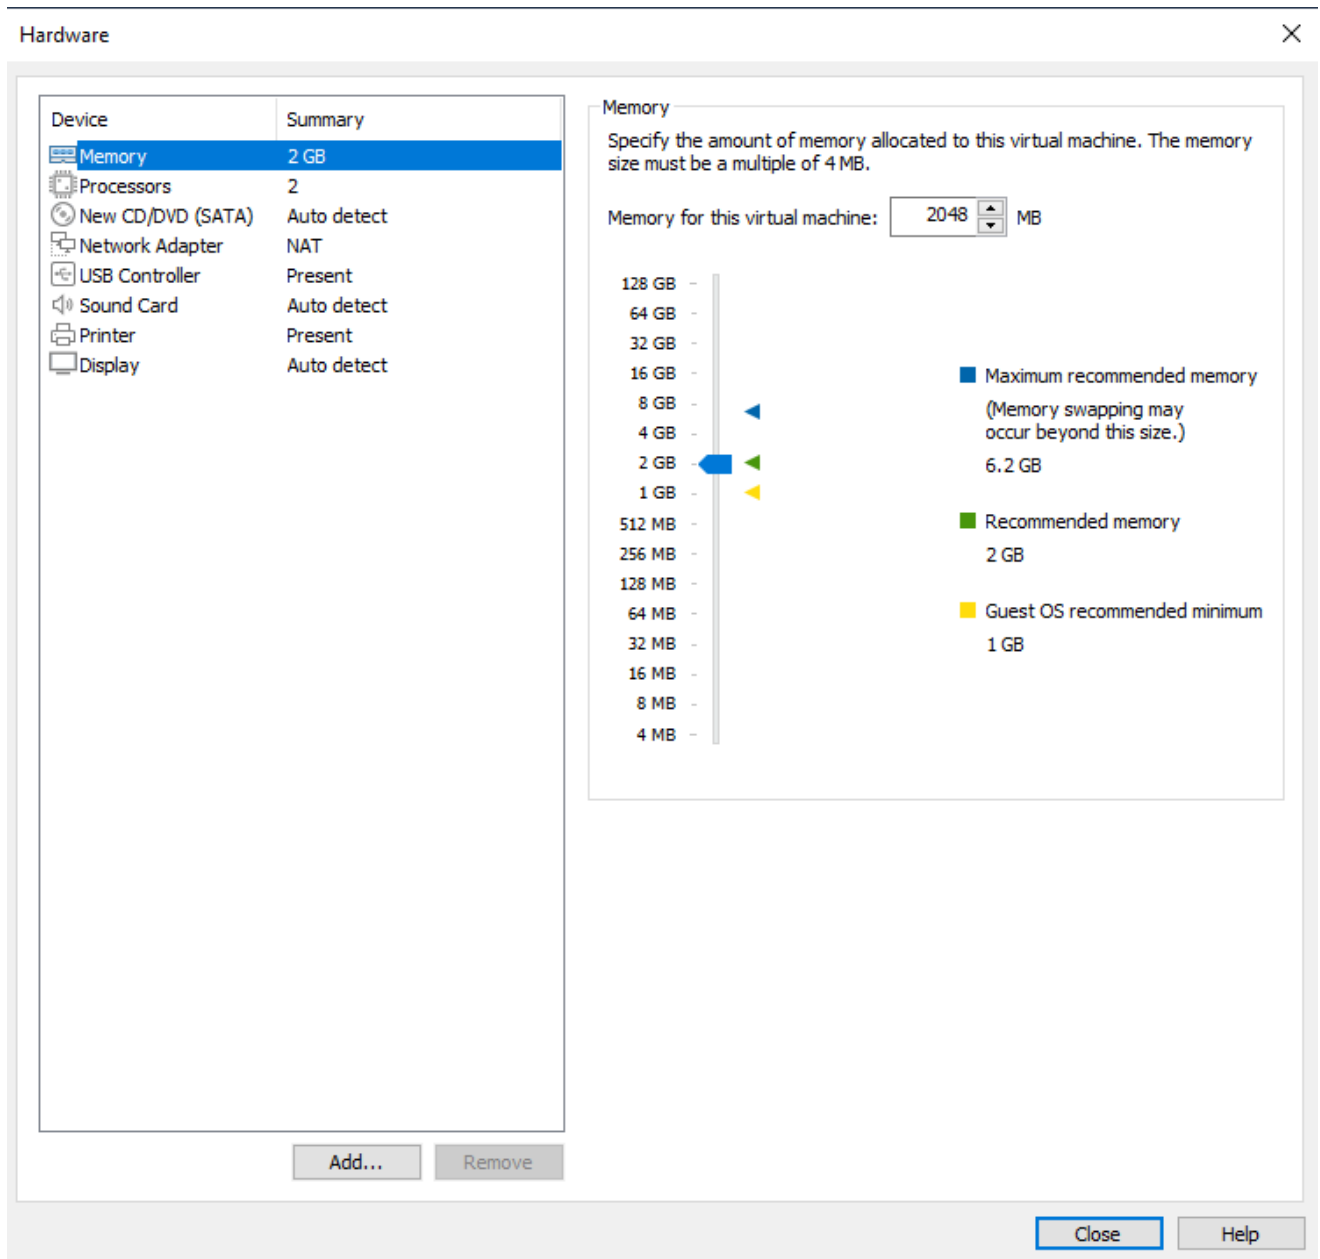 Hardware
Device Summary
Memory 2 GB
Processors 2
New CD/DVD (SATA) Auto detect
Network Adapter NAT
USB Controller Present
Sound Card Auto detect
Printer Present
Display Auto detect
Add...
Remove
Memory
Specify the amount of memory allocated to this virtual machine. The memory
size must be a multiple of 4 MB.
Memory for this virtual machine: 2048 MB
128 GB
64 GB
32 GB
16 GB
8 GB
4 GB
2 GB
1 GB
512 MB
256 MB
128 MB
64 MB
32 MB
16 MB
8 MB
4 MB
Maximum recommended memory
(Memory swapping may
occur beyond this size.)
6.2 GB
Recommended memory
2 GB
Guest OS recommended minimum
1 GB
Close
Help